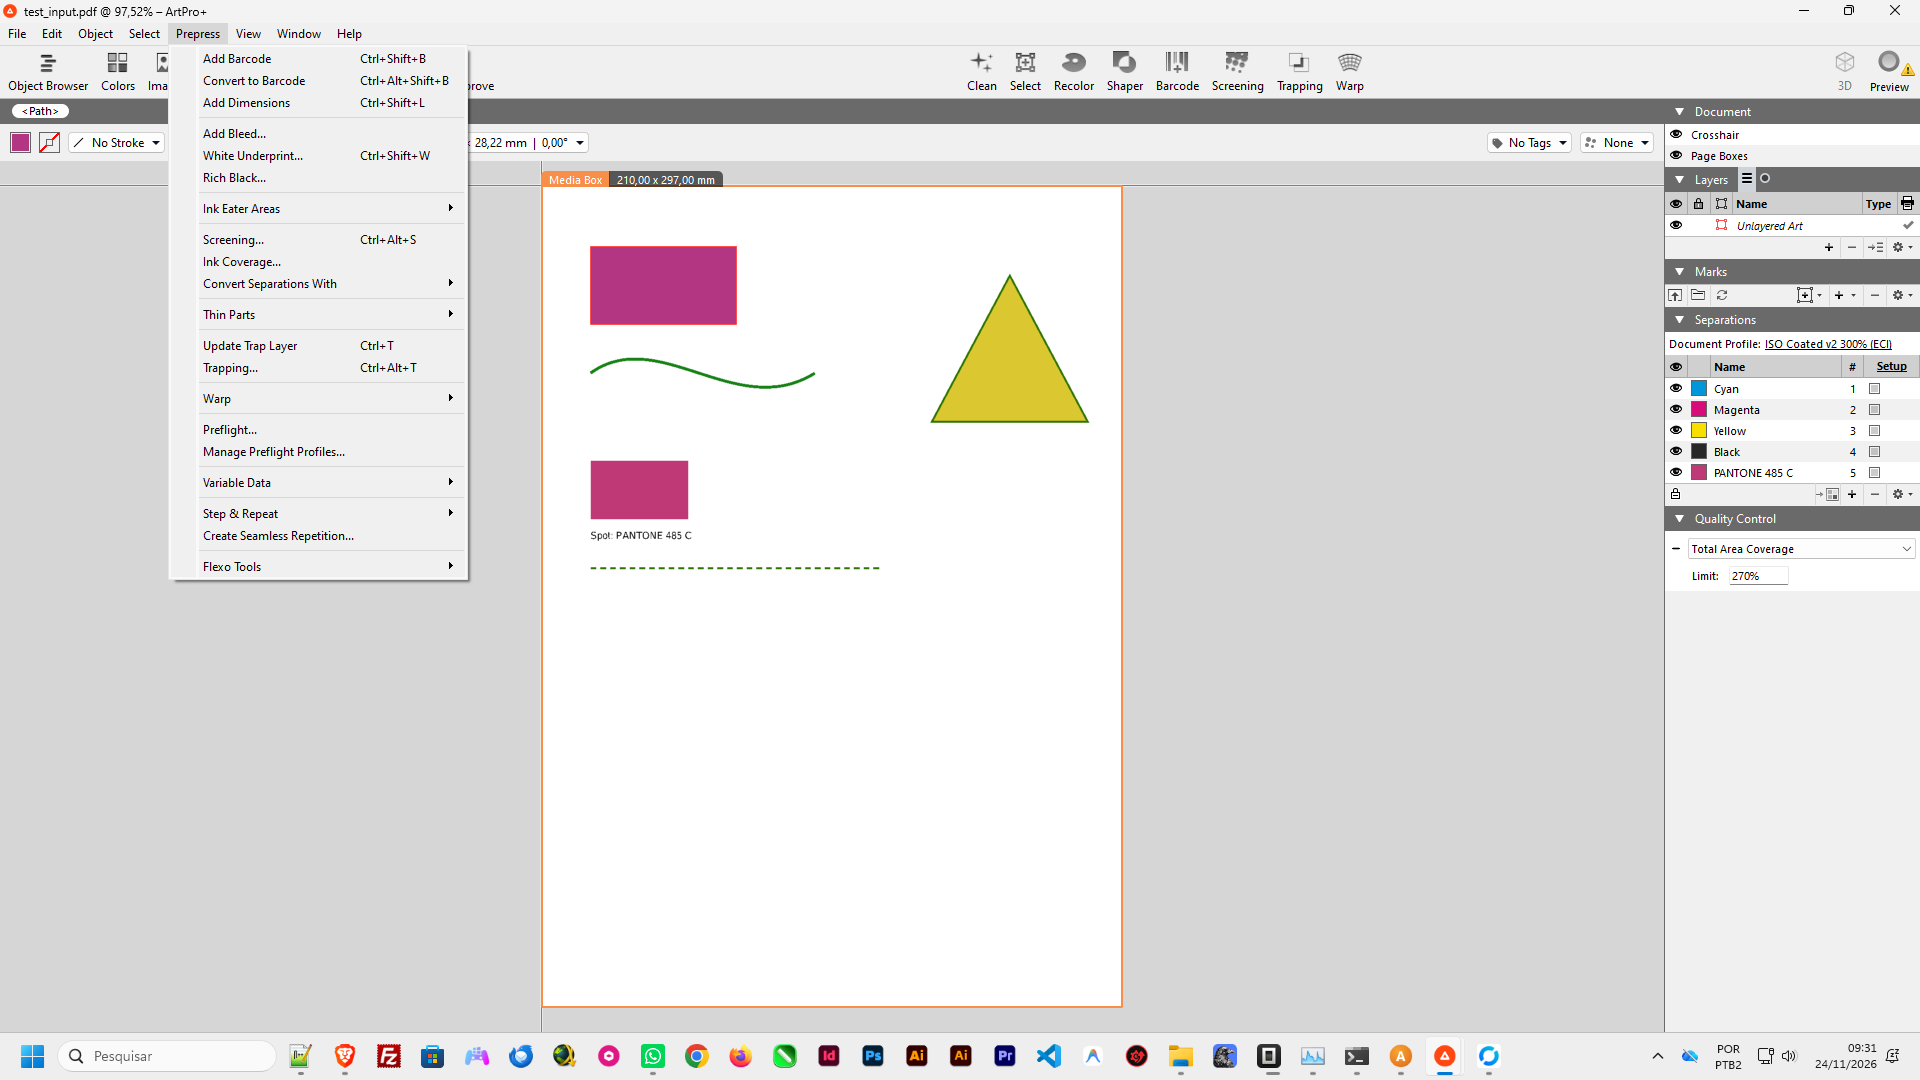 test_input.pdf @ 97,52% – ArtPro+
File Edit Object Select Prepress View Window Help
Object Browser Colors Ima
rove
Clean Select Recolor Shaper Barcode Screening Trapping Warp
3D Preview
<Path>
No Stroke
28,22 mm | 0,00°
No Tags
None
Add Barcode Ctrl+Shift+B
Convert to Barcode Ctrl+Alt+Shift+B
Add Dimensions Ctrl+Shift+L
Add Bleed...
White Underprint... Ctrl+Shift+W
Rich Black...
Ink Eater Areas
Screening... Ctrl+Alt+S
Ink Coverage...
Convert Separations With
Thin Parts
Update Trap Layer Ctrl+T
Trapping... Ctrl+Alt+T
Warp
Preflight...
Manage Preflight Profiles...
Variable Data
Step & Repeat
Create Seamless Repetition...
Flexo Tools
Media Box 210,00 x 297,00 mm
Spot: PANTONE 485 C
Document
Crosshair
Page Boxes
Layers
Name Type
Unlayered Art
Marks
Separations
Document Profile: ISO Coated v2 300% (ECI)
Name # Setup
Cyan 1
Magenta 2
Yellow 3
Black 4
PANTONE 485 C 5
Quality Control
Total Area Coverage
Limit: 270%
Pesquisar
Id
Ps
Ai
Ai
Pr
POR
PTB2
09:31
24/11/2026